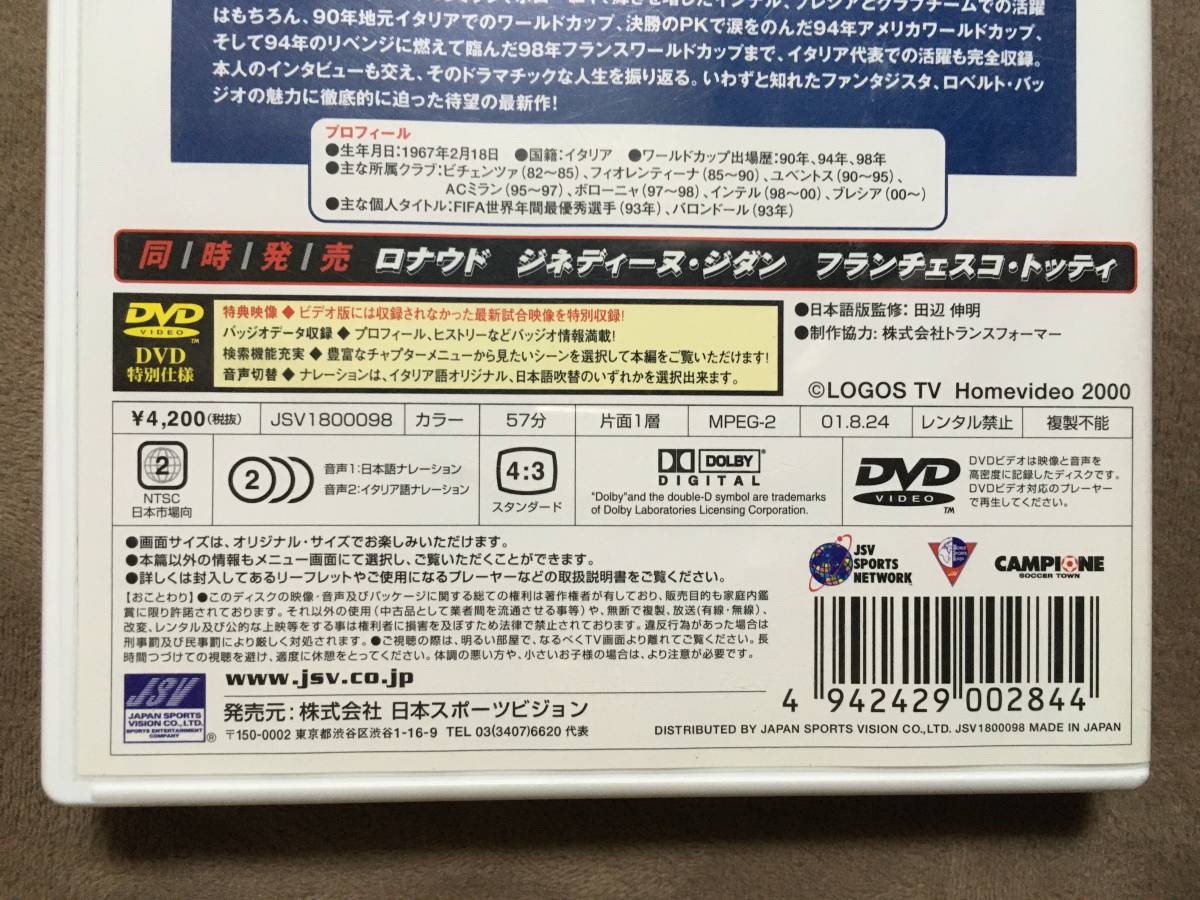 インテル、ブレシアとクラブチームでの活躍
はもちろん、90年地元イタリアでのワールドカップ、決勝のPKで涙をのんだ94年アメリカワールドカップ、
そして94年のリベンジに燃えて臨んだ98年フランスワールドカップまで、イタリア代表での活躍も完全収録。
本人のインタビューも交え、そのドラマチックな人生を振り返る。いわずと知れたファンタジスタ、ロベルト・バッ
ジオの魅力に徹底的に迫った待望の最新作!
プロフィール
●生年月日:1967年2月18日 ●国籍:イタリア ●ワールドカップ出場歴:90年、94年、98年
●主な所属クラブ:ビチェンツァ(82〜85)、フィオレンティーナ(85〜90)、ユベントス(90〜95)、
ACミラン(95〜97)、ボローニャ(97〜98)、インテル(98〜00)、ブレシア(00〜)
●主な個人タイトル:FIFA世界年間最優秀選手(93年)、バロンドール(93年)
同/時/発/売 ロナウド ジネディーヌ・ジダン フランチェスコ・トッティ
DVD
VIDEO
TM
DVD
特別仕様
特典映像 ◆ ビデオ版には収録されなかった最新試合映像を特別収録!
バッジオデータ収録 ◆ プロフィール、ヒストリーなどバッジオ情報満載!
検索機能充実 ◆ 豊富なチャプターメニューから見たいシーンを選択して本編をご覧いただけます!
音声切替 ◆ ナレーションは、イタリア語オリジナル、日本語吹替のいずれかを選択出来ます。
●日本語版監修: 田辺 伸明
●制作協力: 株式会社トランスフォーマー
©LOGOS TV Homevideo 2000
¥4,200(税抜) JSV1800098 カラー 57分 片面1層 MPEG-2 01.8.24 レンタル禁止 複製不能
2
NTSC
日本市場向
2
音声1:日本語ナレーション
音声2:イタリア語ナレーション
4:3
スタンダード
DOLBY
DIGITAL
"Dolby"and the double-D symbol are trademarks
of Dolby Laboratories Licensing Corporation.
DVD
VIDEO
TM
DVDビデオは映像と音声を
高密度に記録したディスクです。
DVDビデオ対応のプレーヤー
で再生してください。
●画面サイズは、オリジナル・サイズでお楽しみいただけます。
●本篇以外の情報もメニュー画面にて選択し、ご覧いただくことができます。
●詳しくは封入してあるリーフレットやご使用になるプレーヤーなどの取扱説明書をご覧ください。
【おことわり】●このディスクの映像・音声及びパッケージに関する総ての権利は著作権者が有しており、販売目的も家庭内鑑
賞に限り許諾されております。それ以外の使用(中古品として業者間を流通させる事等)や、無断で複製、放送(有線・無線)、
改変、レンタル及び公的な上映等をする事は権利者に損害を及ぼすため法律で禁止されております。違反行為があった場合は
刑事罰及び民事罰により厳しく対処されます。●ご視聴の際は、明るい部屋で、なるべくTV画面より離れてご覧ください。長
時間つづけての視聴を避け、適度に休憩をとってください。体調の悪い方や、小さいお子様の場合は、より注意が必要です。
JSV
SPORTS
NETWORK
CAMPIONE
SOCCER TOWN
JSV
JAPAN SPORTS
VISION CO.,LTD.
SPORTS ENTERTAINMENT
COMPANY
®
www.jsv.co.jp
発売元: 株式会社 日本スポーツビジョン
〒150-0002 東京都渋谷区渋谷1-16-9 TEL 03(3407)6620 代表
4 942429 002844
DISTRIBUTED BY JAPAN SPORTS VISION CO.,LTD. JSV1800098 MADE IN JAPAN